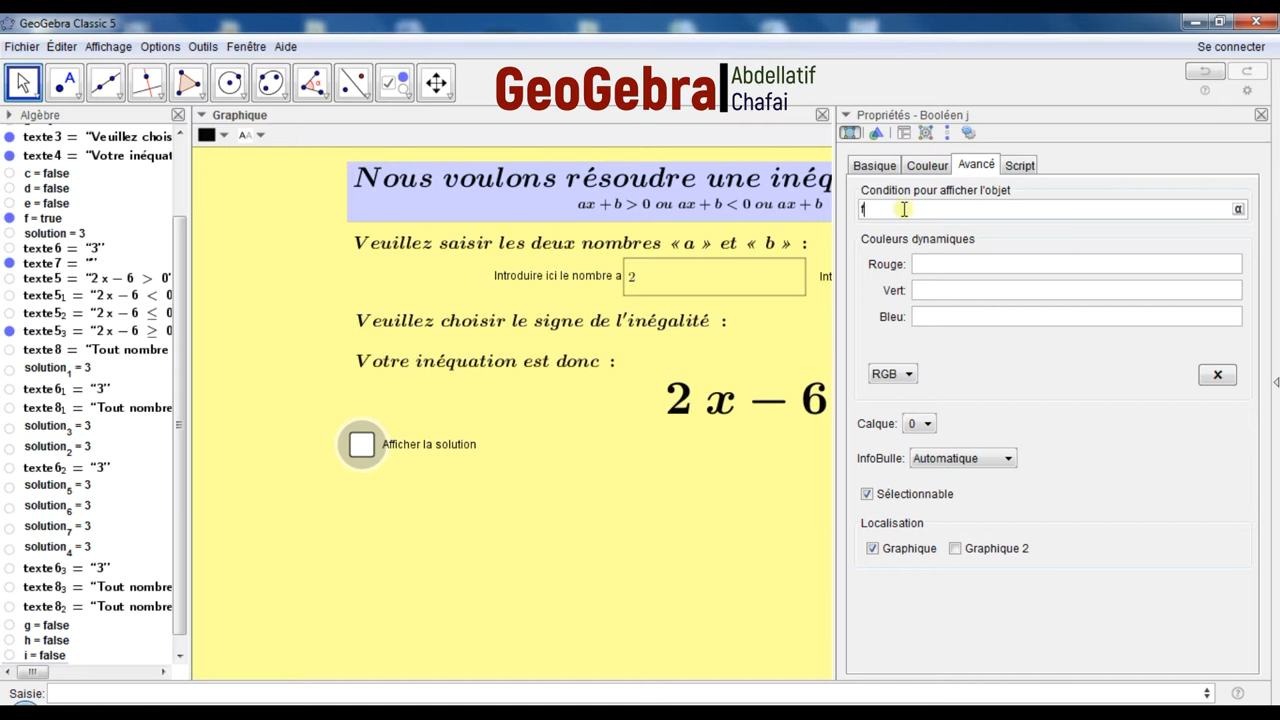 GeoGebra Classic 5
Fichier Éditer Affichage Options Outils Fenêtre Aide
Se connecter
GeoGebra
Abdellatif
Chafai
Algèbre
Graphique
Propriétés - Booléen j
texte3 = "Veuillez chois
texte4 = "Votre inéquat
c = false
d = false
e = false
f = true
solution = 3
texte6 = "3"
texte7 =
texte5 = "2 x − 6 > 0"
texte5₁ = "2 x − 6 < 0
texte5₂ = "2 x − 6 ≤ 0
texte5₃ = "2 x − 6 ≥ 0
texte8 = "Tout nombre
solution₁ = 3
texte6₁ = "3"
texte8₁ = "Tout nombre
solution₃ = 3
solution₂ = 3
texte6₂ = "3"
solution₅ = 3
solution₆ = 3
solution₇ = 3
solution₄ = 3
texte6₃ = "3"
texte8₃ = "Tout nombre
texte8₂ = "Tout nombre
g = false
h = false
i = false
AA
Nous voulons résoudre une inéq
ax + b > 0 ou ax + b < 0 ou ax + b
Veuillez saisir les deux nombres « a » et « b » :
Introduire ici le nombre a 2
Int
Veuillez choisir le signe de l'inégalité :
Votre inéquation est donc :
2 x − 6
Afficher la solution
Basique Couleur Avancé Script
Condition pour afficher l'objet
f
α
Couleurs dynamiques
Rouge:
Vert:
Bleu:
RGB
Calque: 0
InfoBulle: Automatique
Sélectionnable
Localisation
Graphique Graphique 2
Saisie: